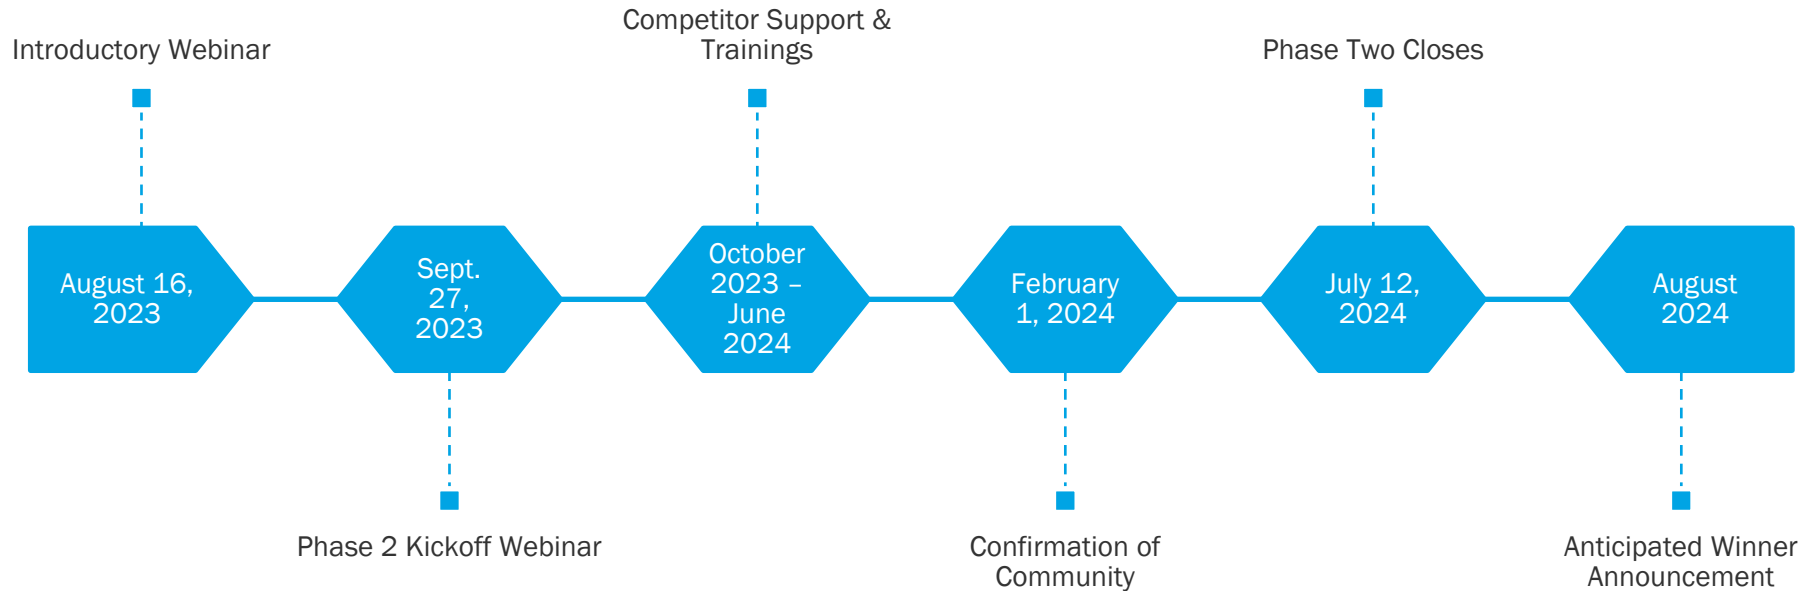 Competitor Support &
Trainings
Introductory Webinar
Phase Two Closes
August 16,
2023
Sept.
27,
2023
October
2023 –
June
2024
February
1, 2024
July 12,
2024
August
2024
Phase 2 Kickoff Webinar
Confirmation of
Community
Anticipated Winner
Announcement